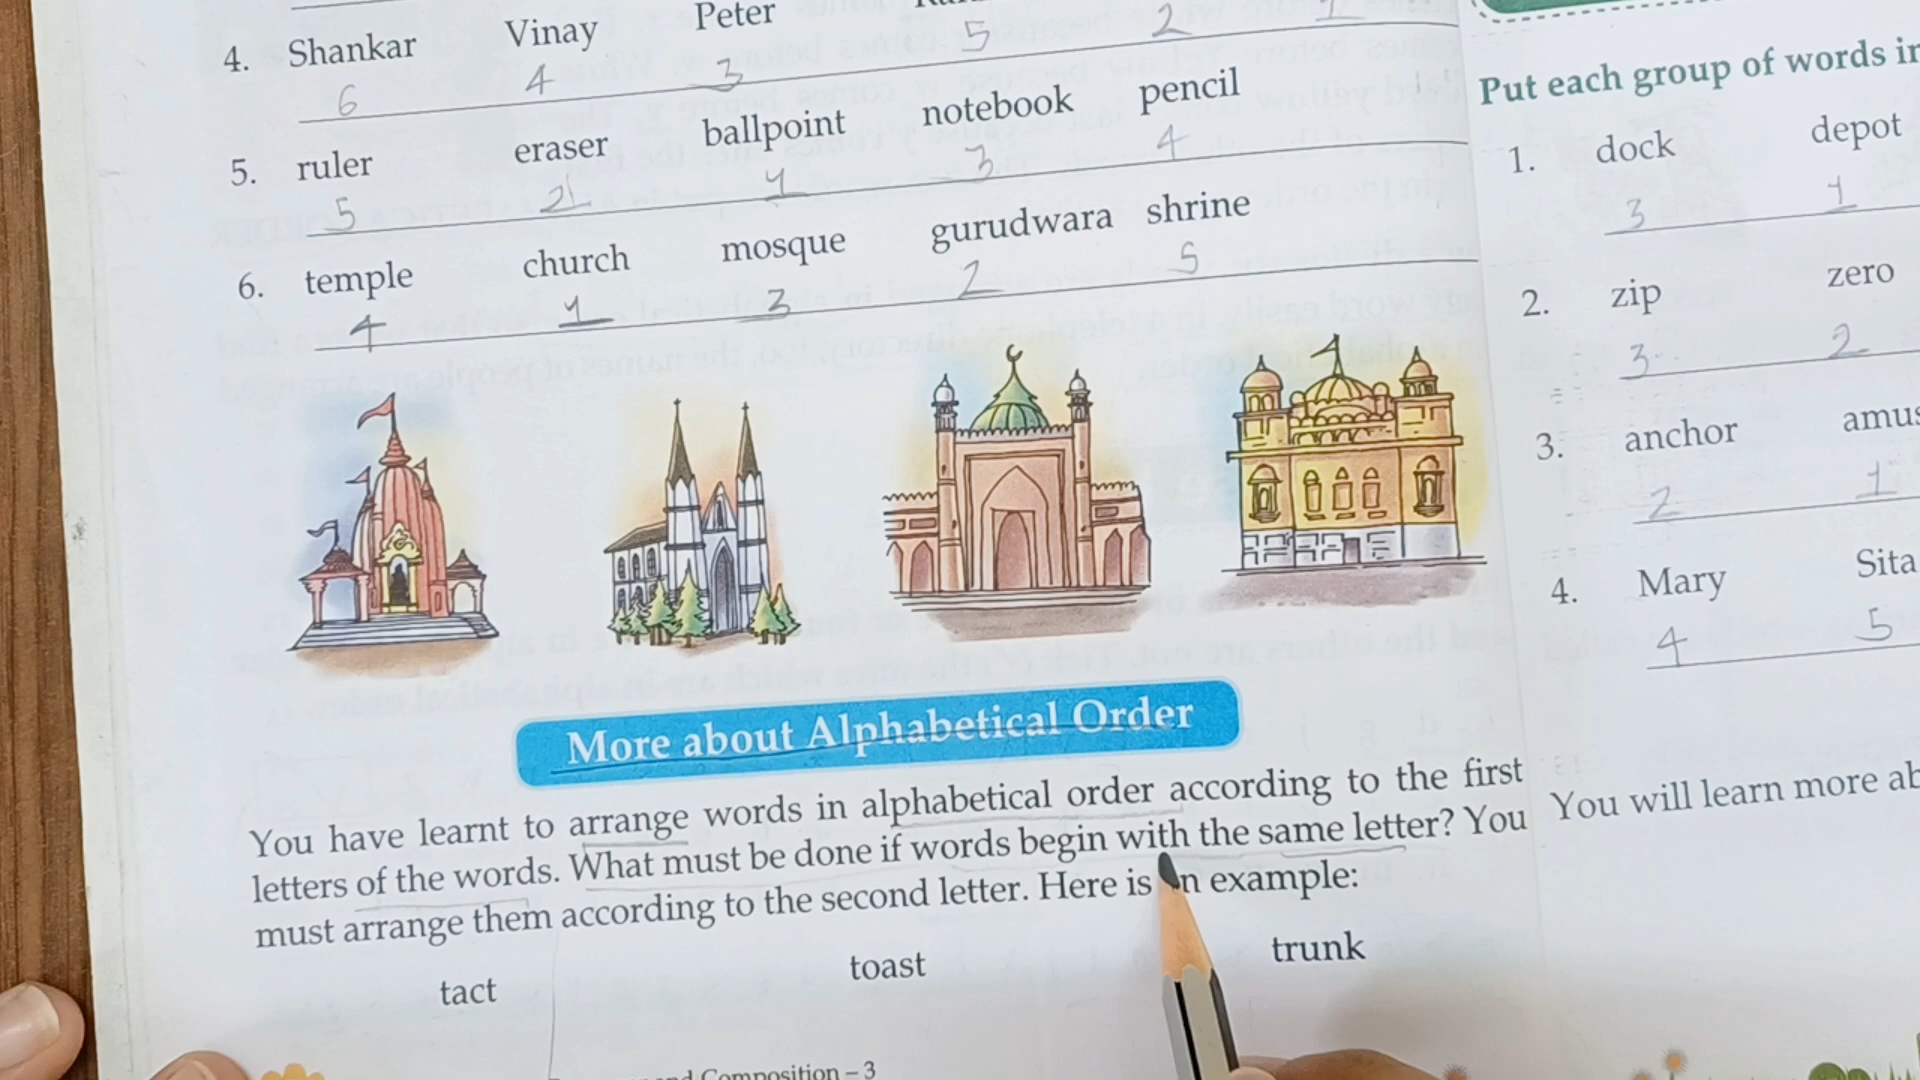 4. Shankar Vinay Peter
6 4 3 5 2 1
5. ruler eraser ballpoint notebook pencil
5 2 1 3 4
6. temple church mosque gurudwara shrine
4 1 3 2 5
More about Alphabetical Order
You have learnt to arrange words in alphabetical order according to the first
letters of the words. What must be done if words begin with the same letter? You
must arrange them according to the second letter. Here is an example:
tact toast trunk
Composition – 3
Put each group of words in
1. dock depot
3 1
2. zip zero
3 2
3. anchor amus
2 1
4. Mary Sita
4 5
You will learn more ab